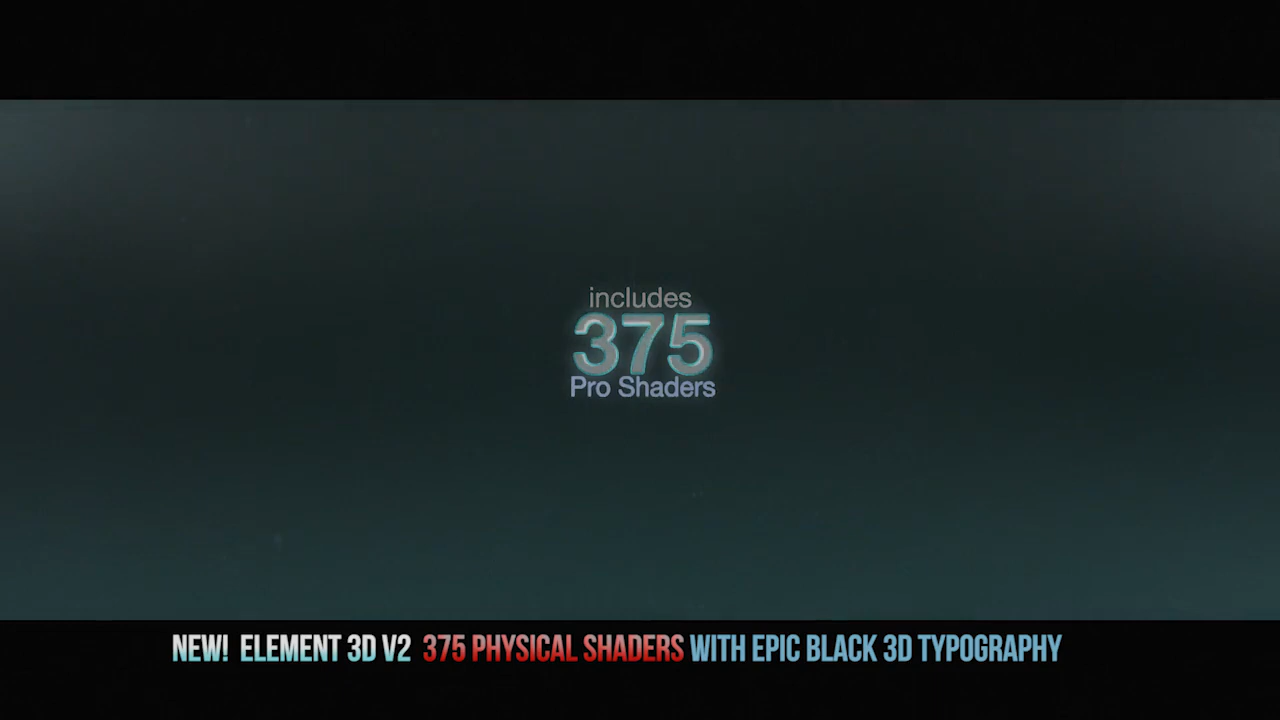 includes
375
Pro Shaders
NEW! ELEMENT 3D V2 375 PHYSICAL SHADERS WITH EPIC BLACK 3D TYPOGRAPHY